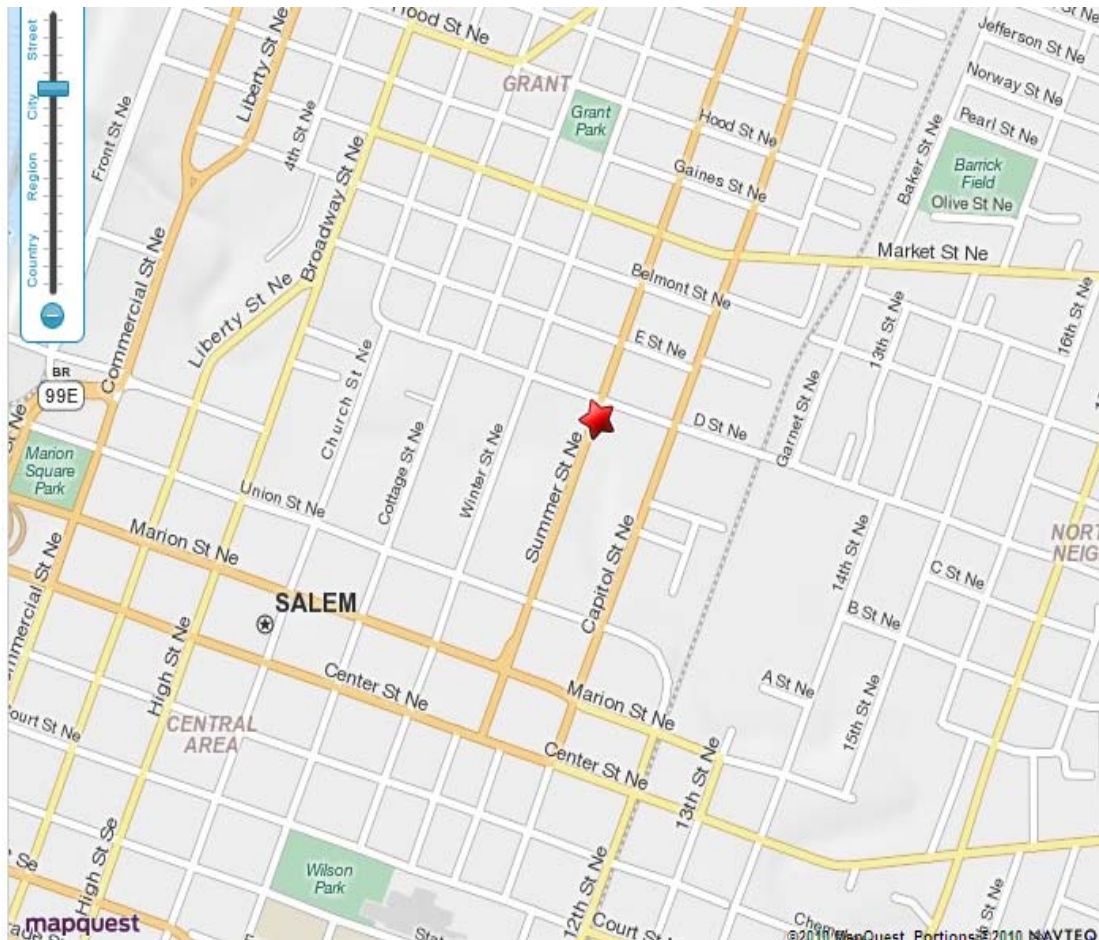 Street
City
Region
Country
Hood St Ne
Liberty St Ne
GRANT
Grant
Park
Jefferson St Ne
Norway St Ne
Pearl St Ne
Barrick
Field
Olive St Ne
Baker St Ne
Front St Ne
4th St Ne
Hood St Ne
Gaines St Ne
Market St Ne
Broadway St Ne
Commercial St Ne
Liberty St Ne
Belmont St Ne
E St Ne
13th St Ne
16th St Ne
BR
99E
Church St Ne
Cottage St Ne
Winter St Ne
Summer St Ne
D St Ne
Garnet St Ne
Marion
Square
Park
Union St Ne
Marion St Ne
Capitol St Ne
14th St Ne
C St Ne
B St Ne
SALEM
High St Ne
Center St Ne
A St Ne
15th St Ne
Marion St Ne
CENTRAL
AREA
Center St Ne
13th St Ne
High St Se
Wilson
Park
12th St Ne
Court St
mapquest
©2010 MapQuest Portions ©2010 NAVTEQ